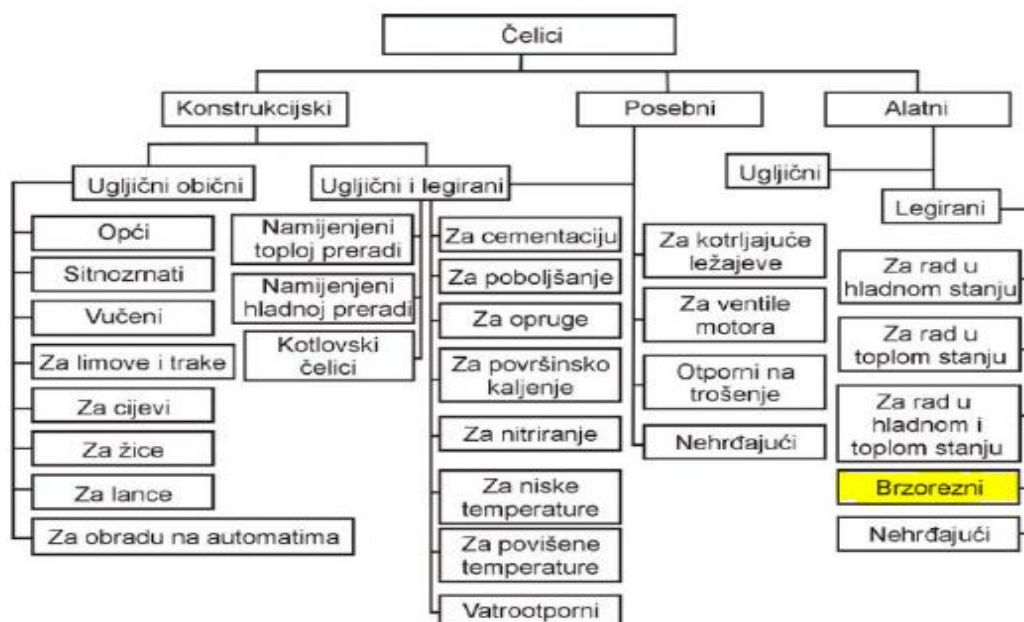 Čelici
Konstrukcijski
Posebni
Alatni
Ugljični obični
Ugljični i legirani
Ugljični
Legirani
Opći
Sitnozrnati
Vučeni
Za limove i trake
Za cijevi
Za žice
Za lance
Za obradu na automatima
Namijenjeni
toploj preradi
Namijenjeni
hladnoj preradi
Kotlovski
čelici
Za cementaciju
Za poboljšanje
Za opruge
Za površinsko
kaljenje
Za nitriranje
Za niske
temperature
Za povišene
temperature
Vatrootporni
Za kotrljajuće
ležajeve
Za ventile
motora
Otporni na
trošenje
Nehrđajući
Za rad u
hladnom stanju
Za rad u
toplom stanju
Za rad u
hladnom i
toplom stanju
Brzorezni
Nehrđajući